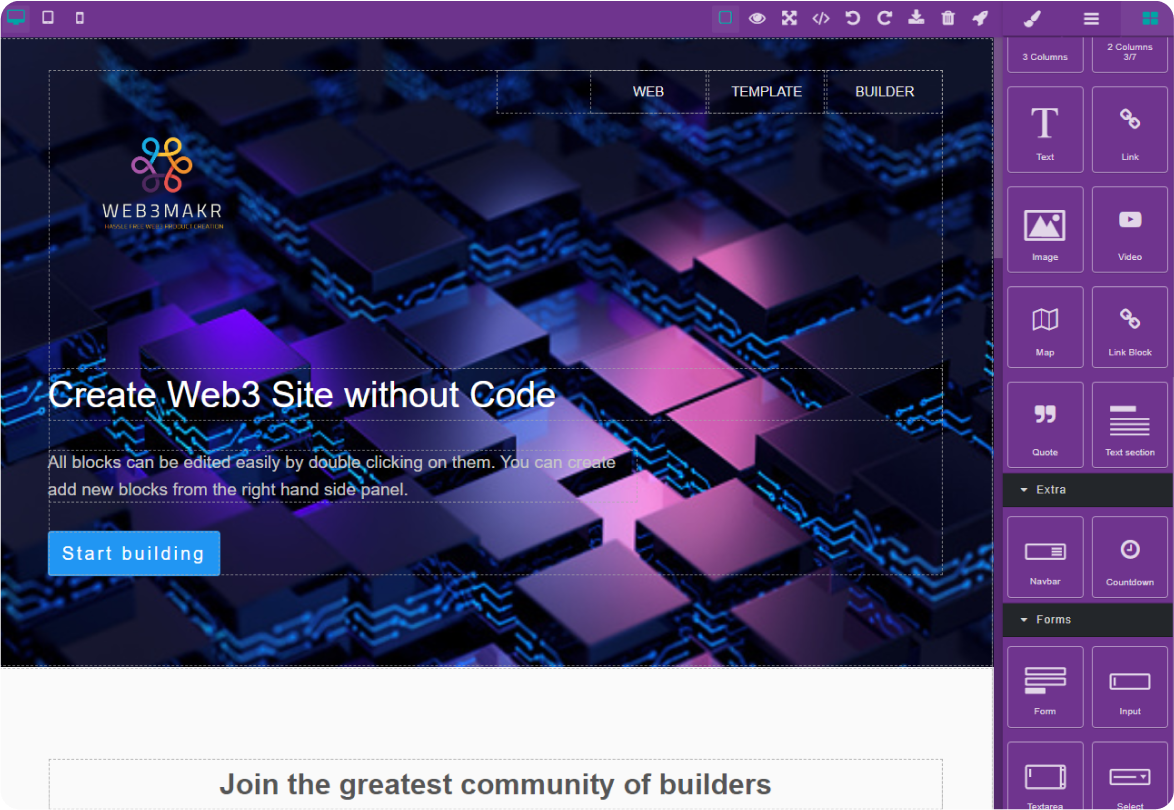 WEB
TEMPLATE
BUILDER
WEB3MAKR
HASSLE FREE WEB3 PRODUCT CREATION
Create Web3 Site without Code
All blocks can be edited easily by double clicking on them. You can create
add new blocks from the right hand side panel.
Start building
Join the greatest community of builders
3 Columns
2 Columns
3/7
Text
Link
Image
Video
Map
Link Block
Quote
Text section
Extra
Navbar
Countdown
Forms
Form
Input
Textarea
Select